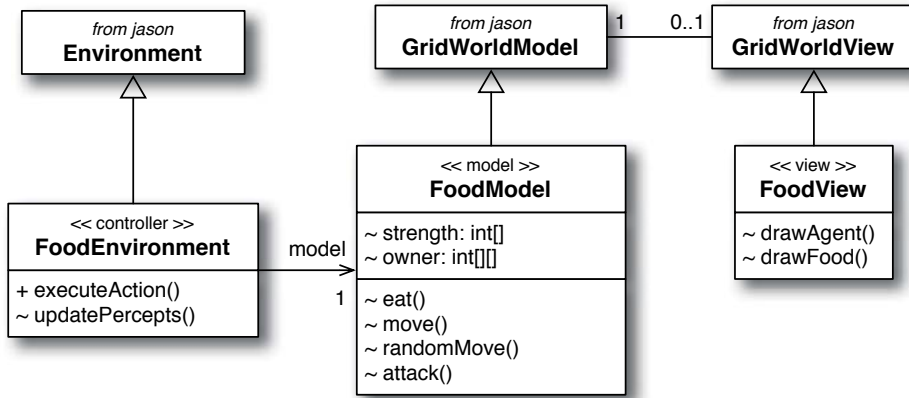 from jason
Environment
from jason
GridWorldModel
1
0..1
from jason
GridWorldView
<< controller >>
FoodEnvironment
+ executeAction()
~ updatePercepts()
model
1
<< model >>
FoodModel
~ strength: int[]
~ owner: int[][]
~ eat()
~ move()
~ randomMove()
~ attack()
<< view >>
FoodView
~ drawAgent()
~ drawFood()